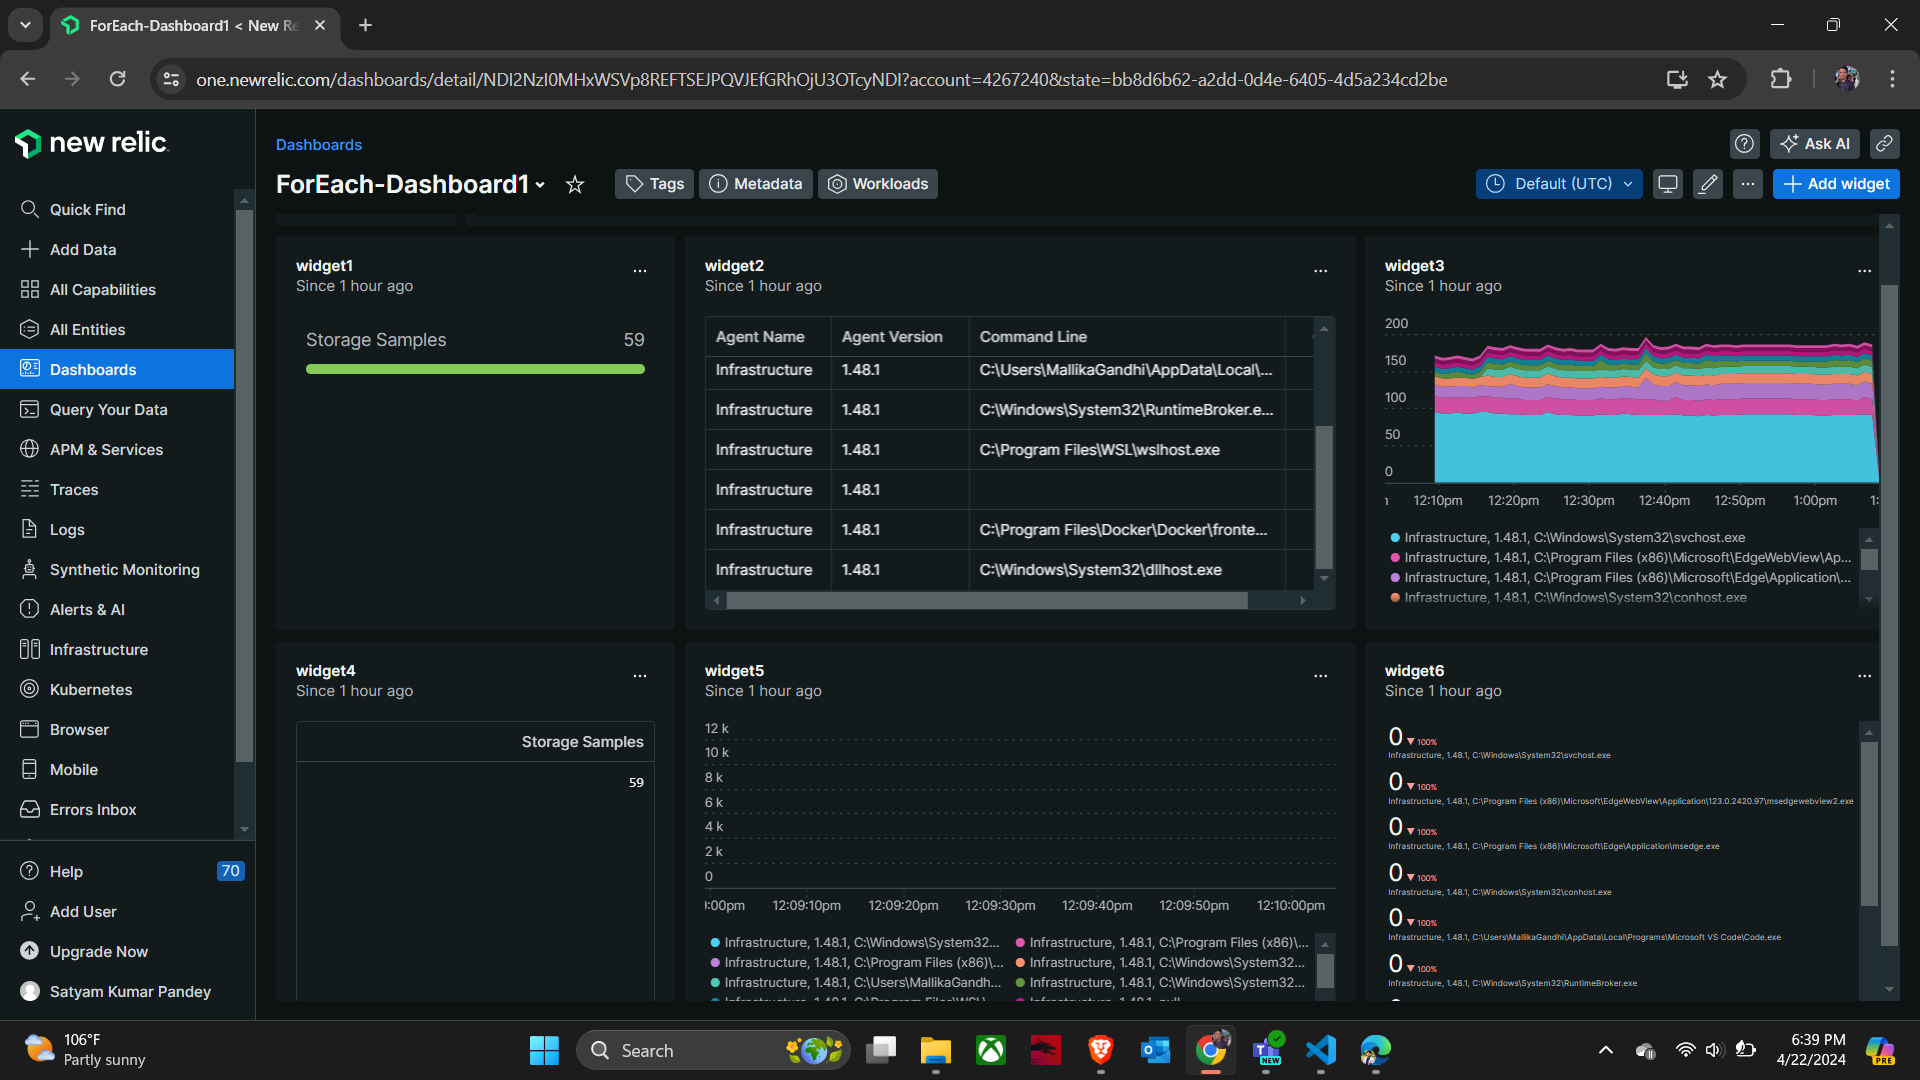 ForEach-Dashboard1 < New Re
one.newrelic.com/dashboards/detail/NDI2NzI0MHxWSVp8REFTSEJPQVJEfGRhOjU3OTcyNDI?account=4267240&state=bb8d6b62-a2dd-0d4e-6405-4d5a234cd2be
new relic.
Quick Find
Add Data
All Capabilities
All Entities
Dashboards
Query Your Data
APM & Services
Traces
Logs
Synthetic Monitoring
Alerts & AI
Infrastructure
Kubernetes
Browser
Mobile
Errors Inbox
Help 70
Add User
Upgrade Now
Satyam Kumar Pandey
Dashboards
Ask AI
ForEach-Dashboard1
Tags
Metadata
Workloads
Default (UTC)
Add widget
widget1
Since 1 hour ago
Storage Samples 59
widget2
Since 1 hour ago
Agent Name Agent Version Command Line
Infrastructure 1.48.1 C:\Users\MallikaGandhi\AppData\Local\...
Infrastructure 1.48.1 C:\Windows\System32\RuntimeBroker.e...
Infrastructure 1.48.1 C:\Program Files\WSL\wslhost.exe
Infrastructure 1.48.1
Infrastructure 1.48.1 C:\Program Files\Docker\Docker\fronte...
Infrastructure 1.48.1 C:\Windows\System32\dllhost.exe
widget3
Since 1 hour ago
200
150
100
50
0
12:10pm 12:20pm 12:30pm 12:40pm 12:50pm 1:00pm 1:
Infrastructure, 1.48.1, C:\Windows\System32\svchost.exe
Infrastructure, 1.48.1, C:\Program Files (x86)\Microsoft\EdgeWebView\Ap...
Infrastructure, 1.48.1, C:\Program Files (x86)\Microsoft\Edge\Application\...
Infrastructure, 1.48.1, C:\Windows\System32\conhost.exe
widget4
Since 1 hour ago
Storage Samples
59
widget5
Since 1 hour ago
12 k
10 k
8 k
6 k
4 k
2 k
0
:00pm 12:09:10pm 12:09:20pm 12:09:30pm 12:09:40pm 12:09:50pm 12:10:00pm
Infrastructure, 1.48.1, C:\Windows\System32... Infrastructure, 1.48.1, C:\Program Files (x86)\...
Infrastructure, 1.48.1, C:\Program Files (x86)\... Infrastructure, 1.48.1, C:\Windows\System32...
Infrastructure, 1.48.1, C:\Users\MallikaGandh... Infrastructure, 1.48.1, C:\Windows\System32...
Infrastructure, 1.48.1, C:\Program Files\WSL\... Infrastructure, 1.48.1, null
widget6
Since 1 hour ago
0 ▼100%
Infrastructure, 1.48.1, C:\Windows\System32\svchost.exe
0 ▼100%
Infrastructure, 1.48.1, C:\Program Files (x86)\Microsoft\EdgeWebView\Application\123.0.2420.97\msedgewebview2.exe
0 ▼100%
Infrastructure, 1.48.1, C:\Program Files (x86)\Microsoft\Edge\Application\msedge.exe
0 ▼100%
Infrastructure, 1.48.1, C:\Windows\System32\conhost.exe
0 ▼100%
Infrastructure, 1.48.1, C:\Users\MallikaGandhi\AppData\Local\Programs\Microsoft VS Code\Code.exe
0 ▼100%
Infrastructure, 1.48.1, C:\Windows\System32\RuntimeBroker.exe
106°F
Partly sunny
Search
NEW
6:39 PM
4/22/2024
PRE